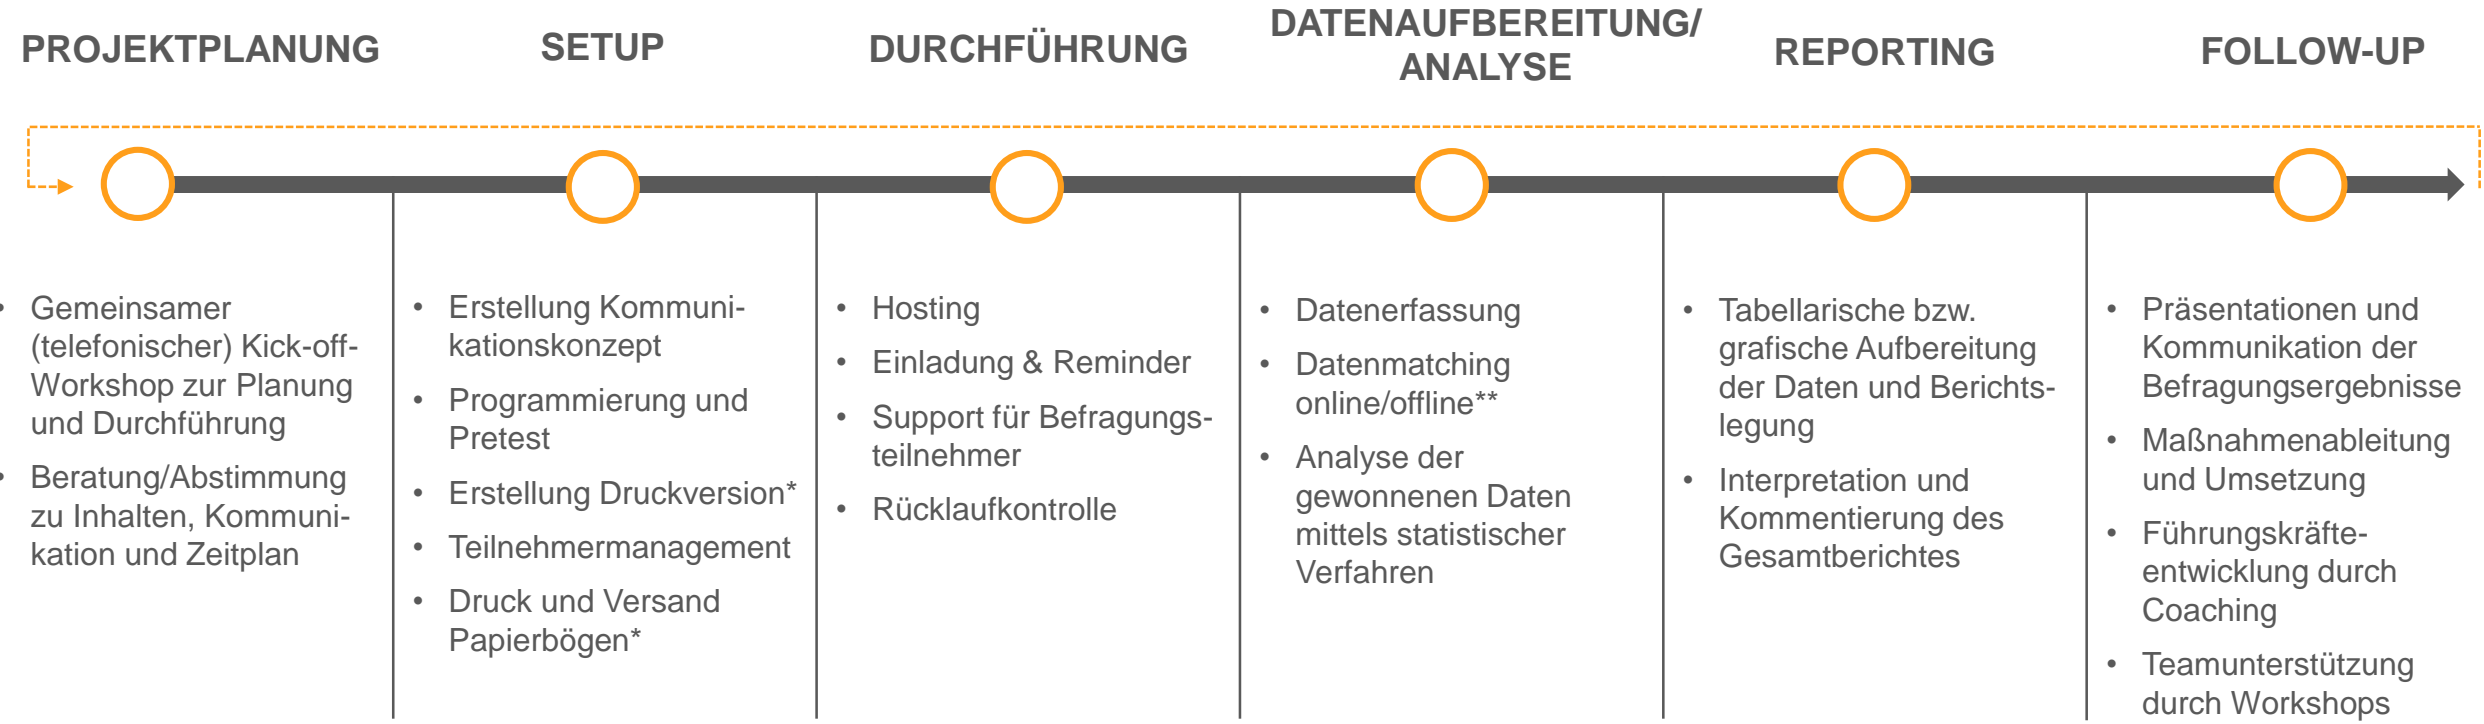 PROJEKTPLANUNG
SETUP
DURCHFÜHRUNG
DATENAUFBEREITUNG/
ANALYSE
REPORTING
FOLLOW-UP
• Gemeinsamer
(telefonischer) Kick-off-
Workshop zur Planung
und Durchführung
• Beratung/Abstimmung
zu Inhalten, Kommuni-
kation und Zeitplan
• Erstellung Kommuni-
kationskonzept
• Programmierung und
Pretest
• Erstellung Druckversion*
• Teilnehmermanagement
• Druck und Versand
Papierbögen*
• Hosting
• Einladung & Reminder
• Support für Befragungs-
teilnehmer
• Rücklaufkontrolle
• Datenerfassung
• Datenmatching
online/offline**
• Analyse der
gewonnenen Daten
mittels statistischer
Verfahren
• Tabellarische bzw.
grafische Aufbereitung
der Daten und Berichts-
legung
• Interpretation und
Kommentierung des
Gesamtberichtes
• Präsentationen und
Kommunikation der
Befragungsergebnisse
• Maßnahmenableitung
und Umsetzung
• Führungskräfte-
entwicklung durch
Coaching
• Teamunterstützung
durch Workshops